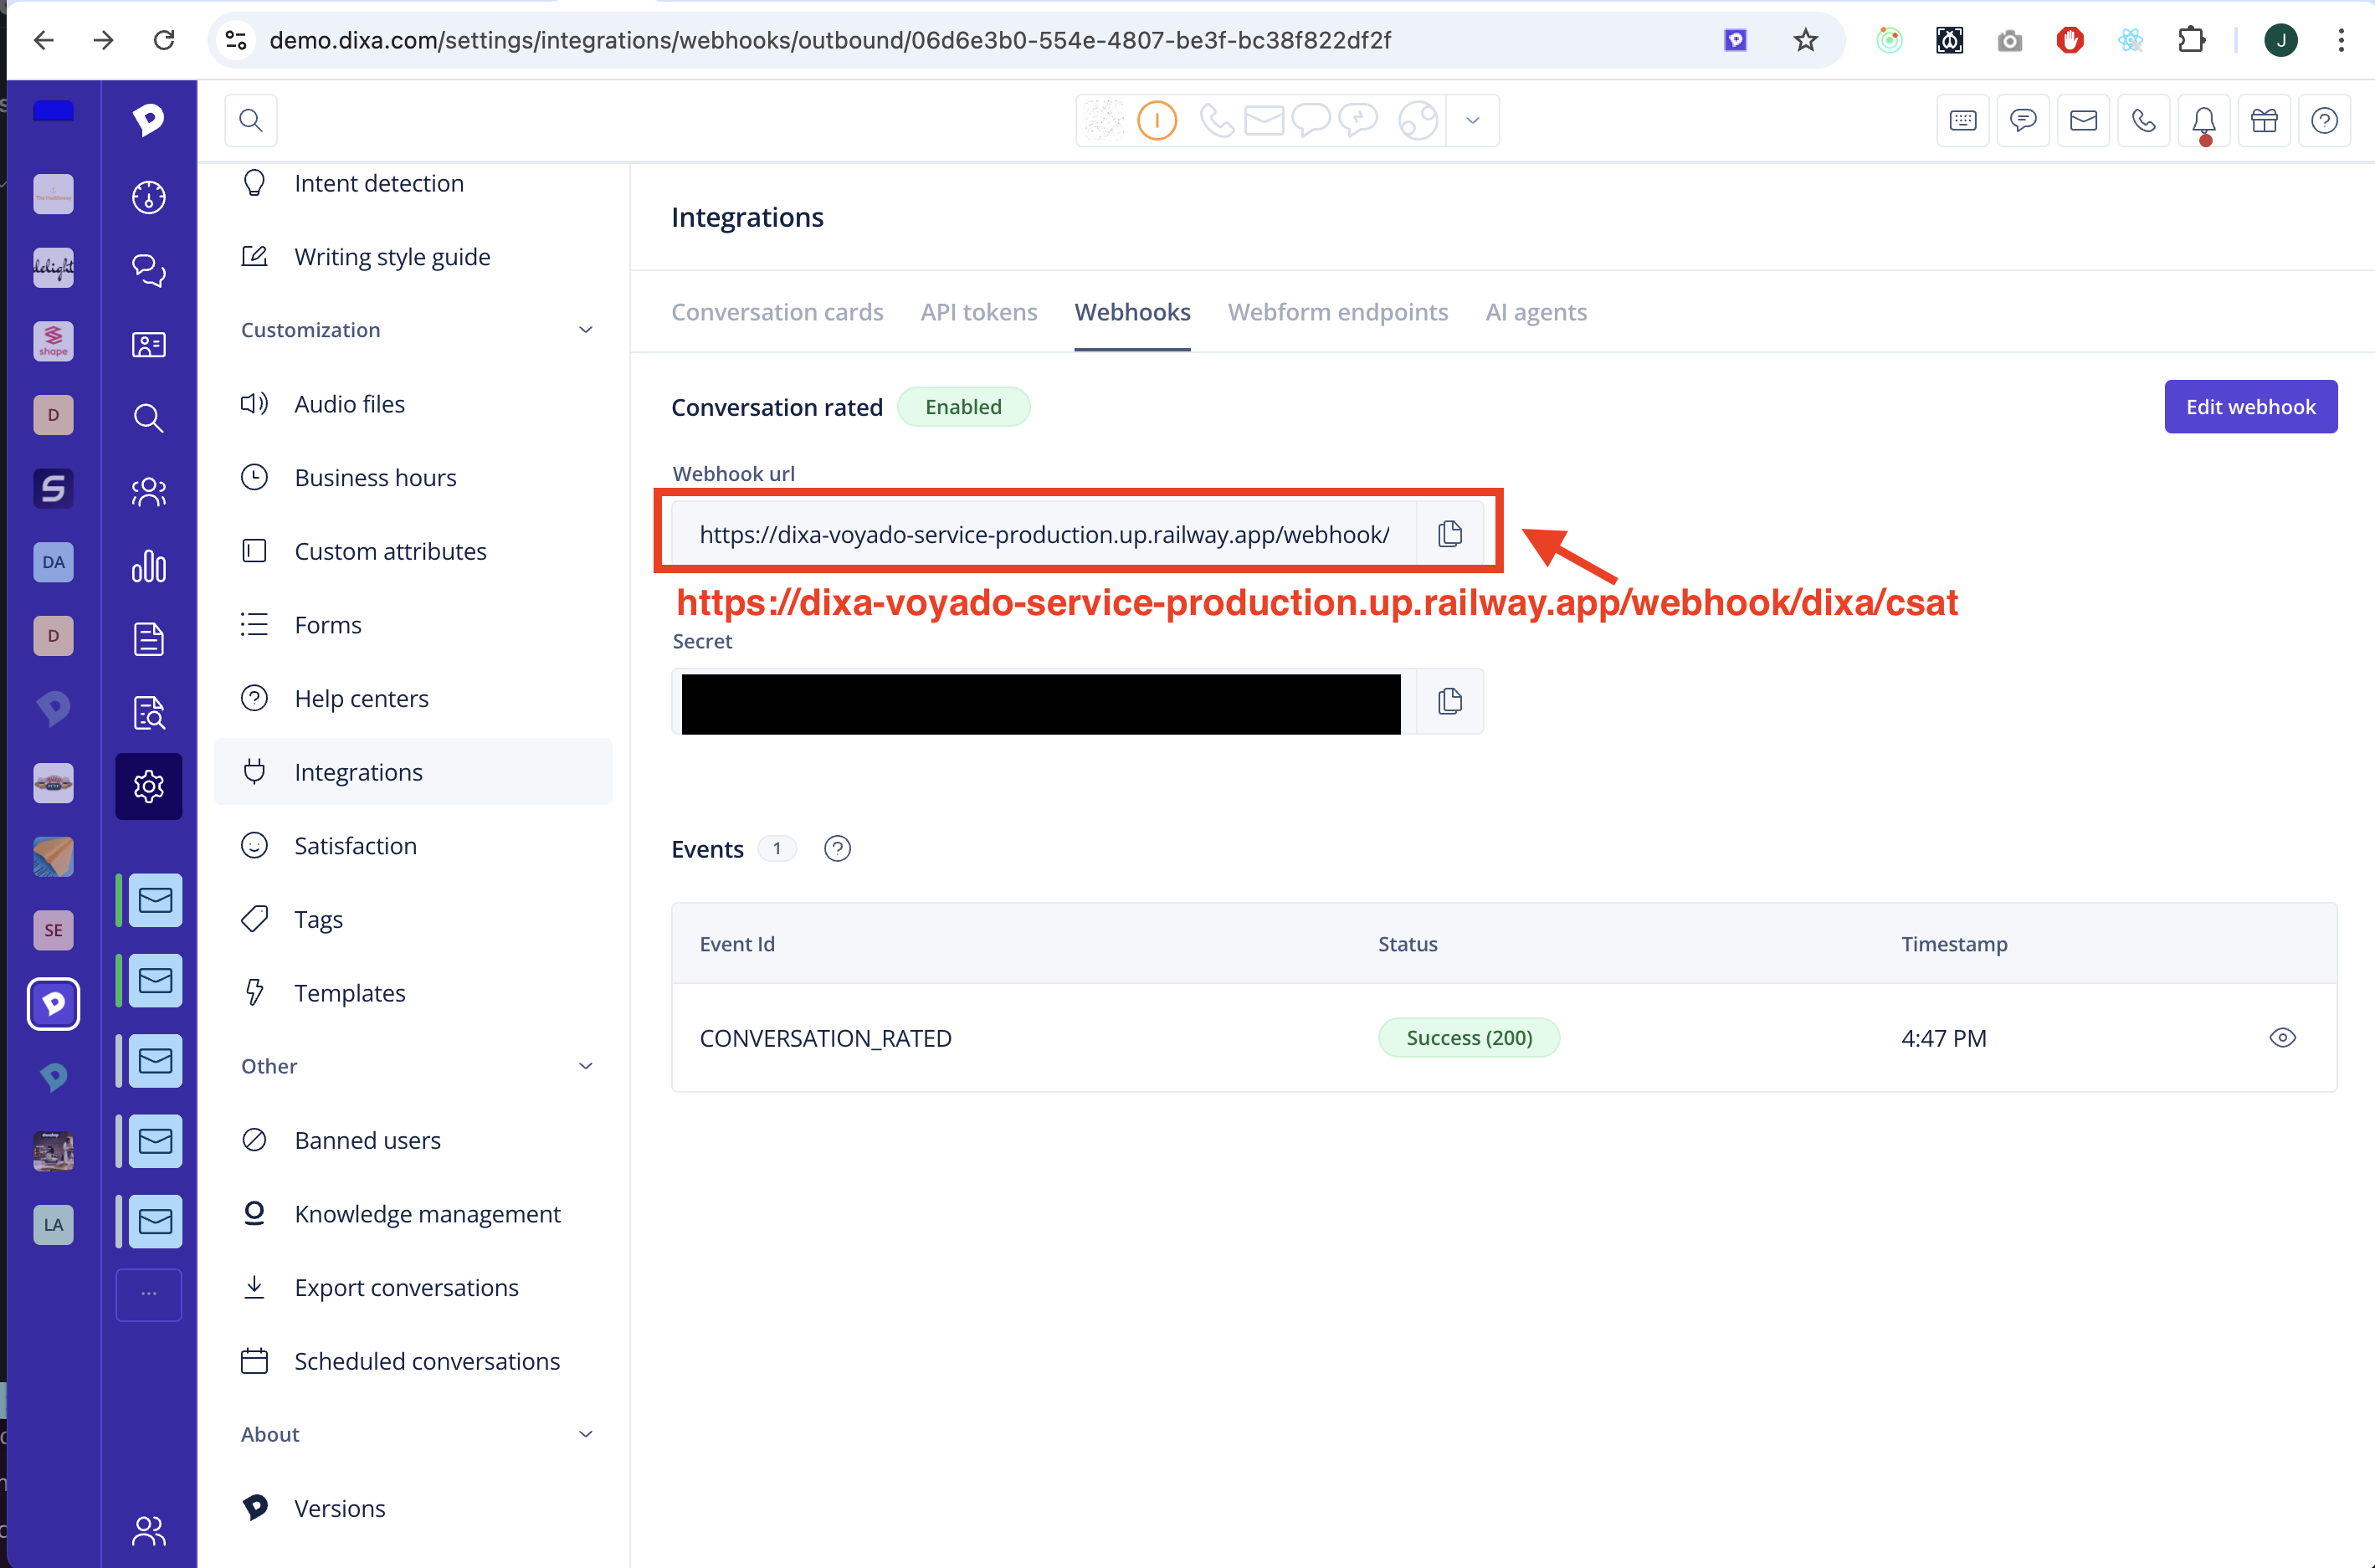 demo.dixa.com/settings/integrations/webhooks/outbound/06d6e3b0-554e-4807-be3f-bc38f822df2f
J
delight
shape
D
S
DA
D
SE
LA
...
Intent detection
Writing style guide
Customization
Audio files
Business hours
Custom attributes
Forms
Help centers
Integrations
Satisfaction
Tags
Templates
Other
Banned users
Knowledge management
Export conversations
Scheduled conversations
About
Versions
Integrations
Conversation cards API tokens Webhooks Webform endpoints AI agents
Conversation rated Enabled
Edit webhook
Webhook url
https://dixa-voyado-service-production.up.railway.app/webhook/
https://dixa-voyado-service-production.up.railway.app/webhook/dixa/csat
Secret
Events 1
Event Id Status Timestamp
CONVERSATION_RATED Success (200) 4:47 PM